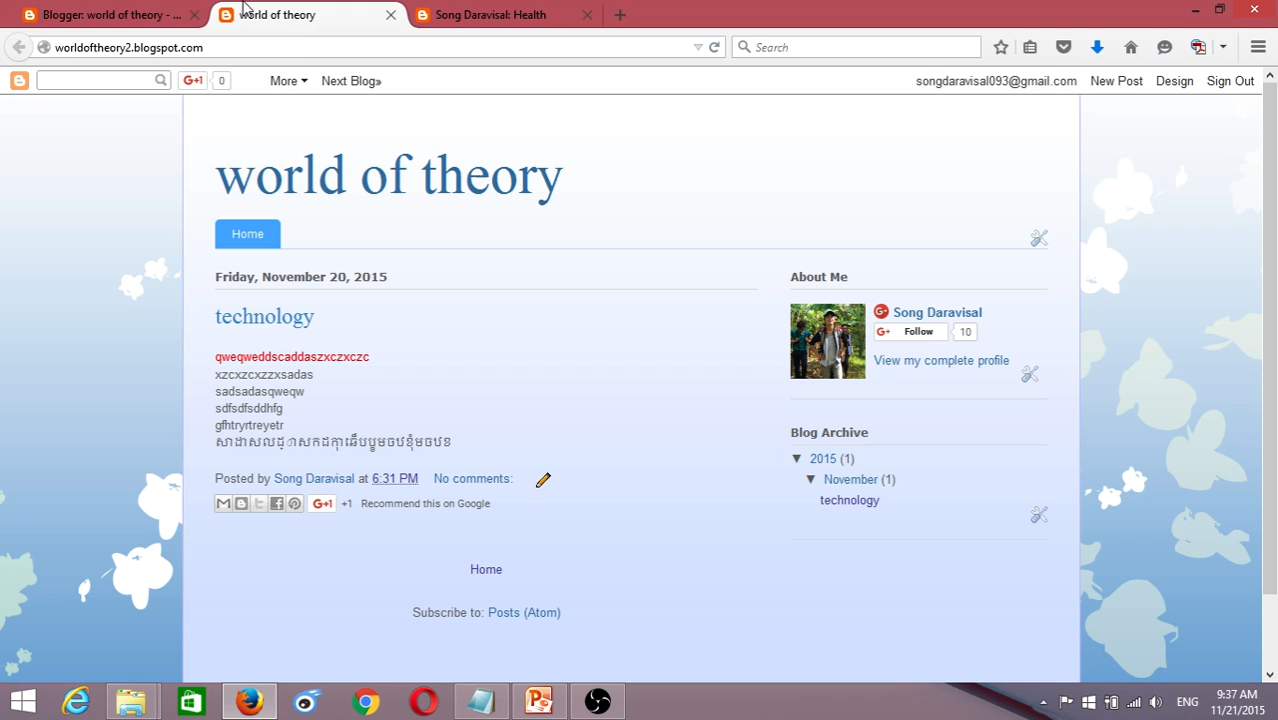 Blogger: world of theory - ...
world of theory
Song Daravisal: Health
worldoftheory2.blogspot.com
Search
G+1 0
More
Next Blog»
songdaravisal093@gmail.com
New Post
Design
Sign Out
world of theory
Home
Friday, November 20, 2015
technology
qweqweddscaddaszxczxczc
xzcxzcxzzxsadas
sadsadasqweqw
sdfsdfsddhfg
gfhtryrtreyetr
Posted by Song Daravisal at 6:31 PM
No comments:
G+1 +1 Recommend this on Google
Home
Subscribe to: Posts (Atom)
About Me
Song Daravisal
G+ Follow 10
View my complete profile
Blog Archive
▼ 2015 (1)
▼ November (1)
technology
ENG
9:37 AM
11/21/2015